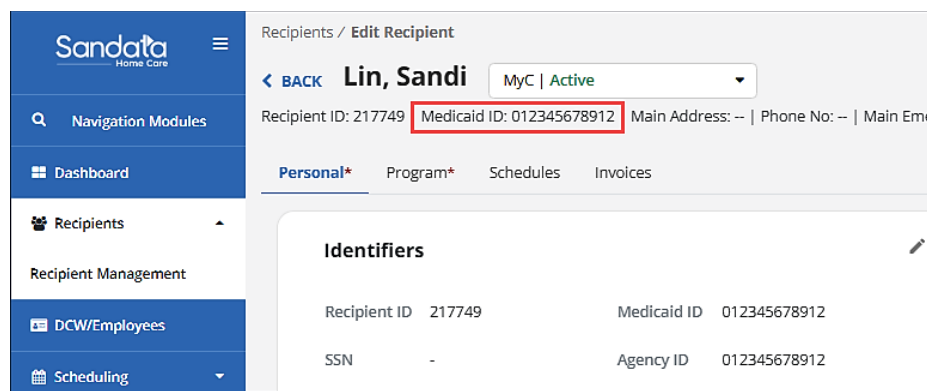 Sandata
Home Care
Navigation Modules
Dashboard
Recipients
Recipient Management
DCW/Employees
Scheduling
Recipients / Edit Recipient
BACK Lin, Sandi MyC | Active
Recipient ID: 217749 Medicaid ID: 012345678912 Main Address: -- | Phone No: -- | Main
Personal* Program* Schedules Invoices
Identifiers
Recipient ID 217749 Medicaid ID 012345678912
SSN - Agency ID 012345678912